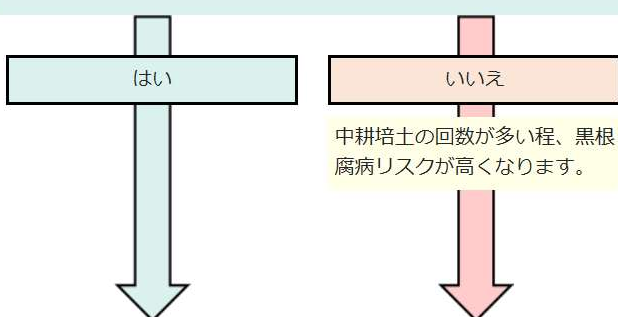 はい
いいえ
中耕培土の回数が多い程、黒根
腐病リスクが高くなります。